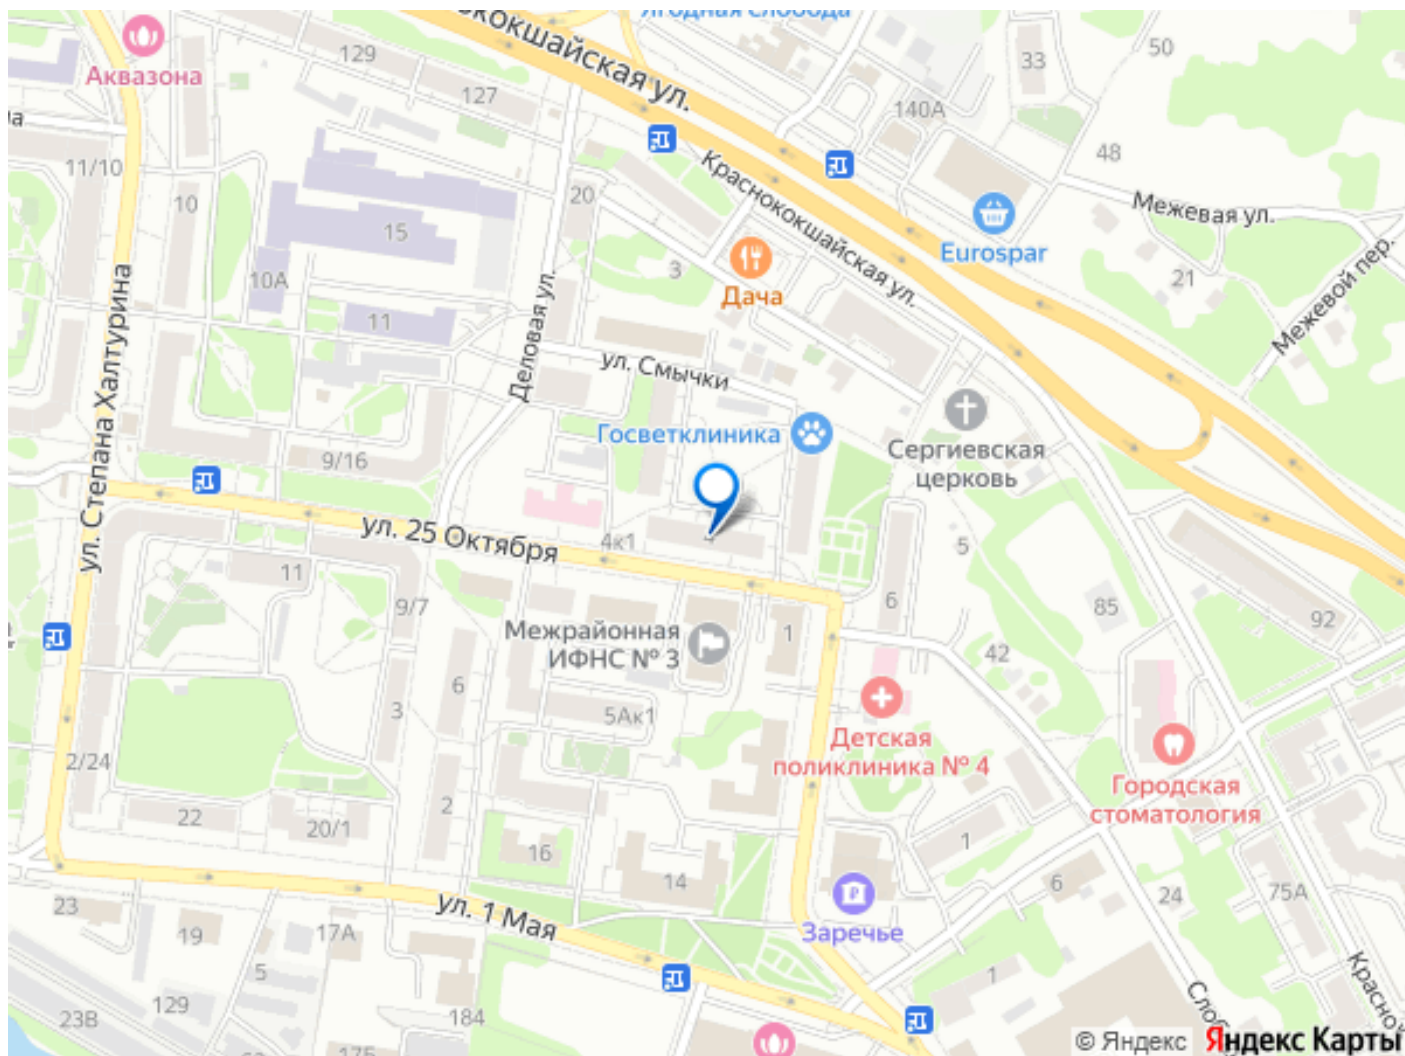 Ягодная слобода
Краснококшайская ул.
129
127
33
50
Аквазона
140А
48
11/10
10
20
Краснококшайская ул.
Межевая ул.
15
3
Eurospar
21
Межевой пер.
10А
11
Дача
ул. Степана Халтурина
Деловая ул.
ул. Смычки
Госветклиника
Сергиевская
церковь
9/16
ул. 25 Октября
4к1
4
5
11
9/7
6
1
85
92
Межрайонная
ИФНС № 3
42
6
3
5Ак1
Детская
поликлиника № 4
2/24
22
20/1
2
Городская
стоматология
16
14
1
6
24
75А
ул. 1 Мая
Заречье
23
19
17А
5
129
23В
184
175
1
© Яндекс
Яндекс Карты